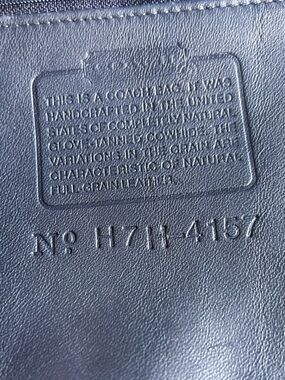 COACH
THIS IS A COACH BAG. IT WAS
HANDCRAFTED IN THE UNITED
STATES OF COMPLETELY NATURAL
GLOVE TANNED COWHIDE. THE
VARIATIONS IN THE GRAIN ARE
CHARACTERISTIC OF NATURAL
FULL GRAIN LEATHER.
No H7H-4157